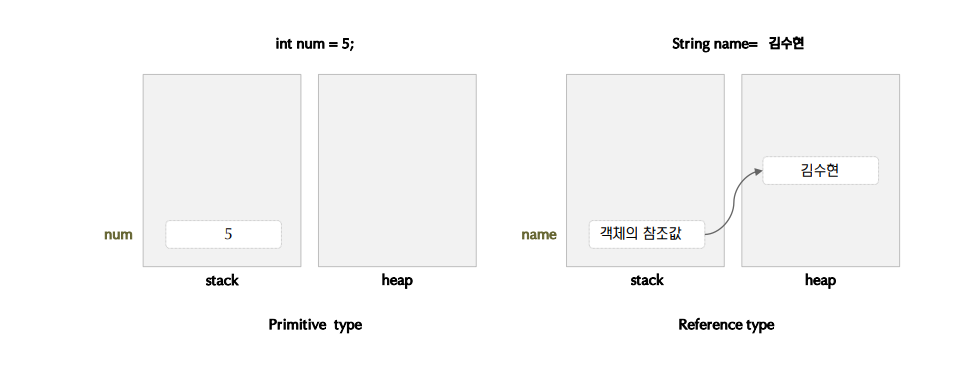 int num = 5;
num
5
stack
heap
Primitive type
String name= 김수현
name
객체의 참조값
김수현
stack
heap
Reference type